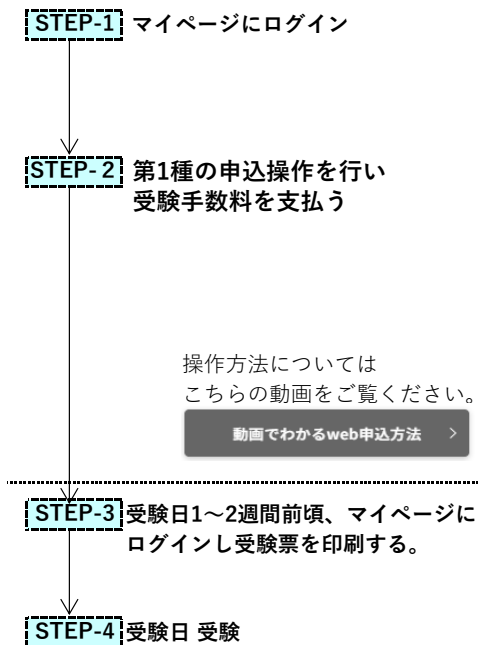 STEP-1 マイページにログイン
STEP-2 第1種の申込操作を行い
受験手数料を支払う
操作方法については
こちらの動画をご覧ください。
動画でわかるweb申込方法 >
STEP-3 受験日1～2週間前頃、マイページに
ログインし受験票を印刷する。
STEP-4 受験日 受験